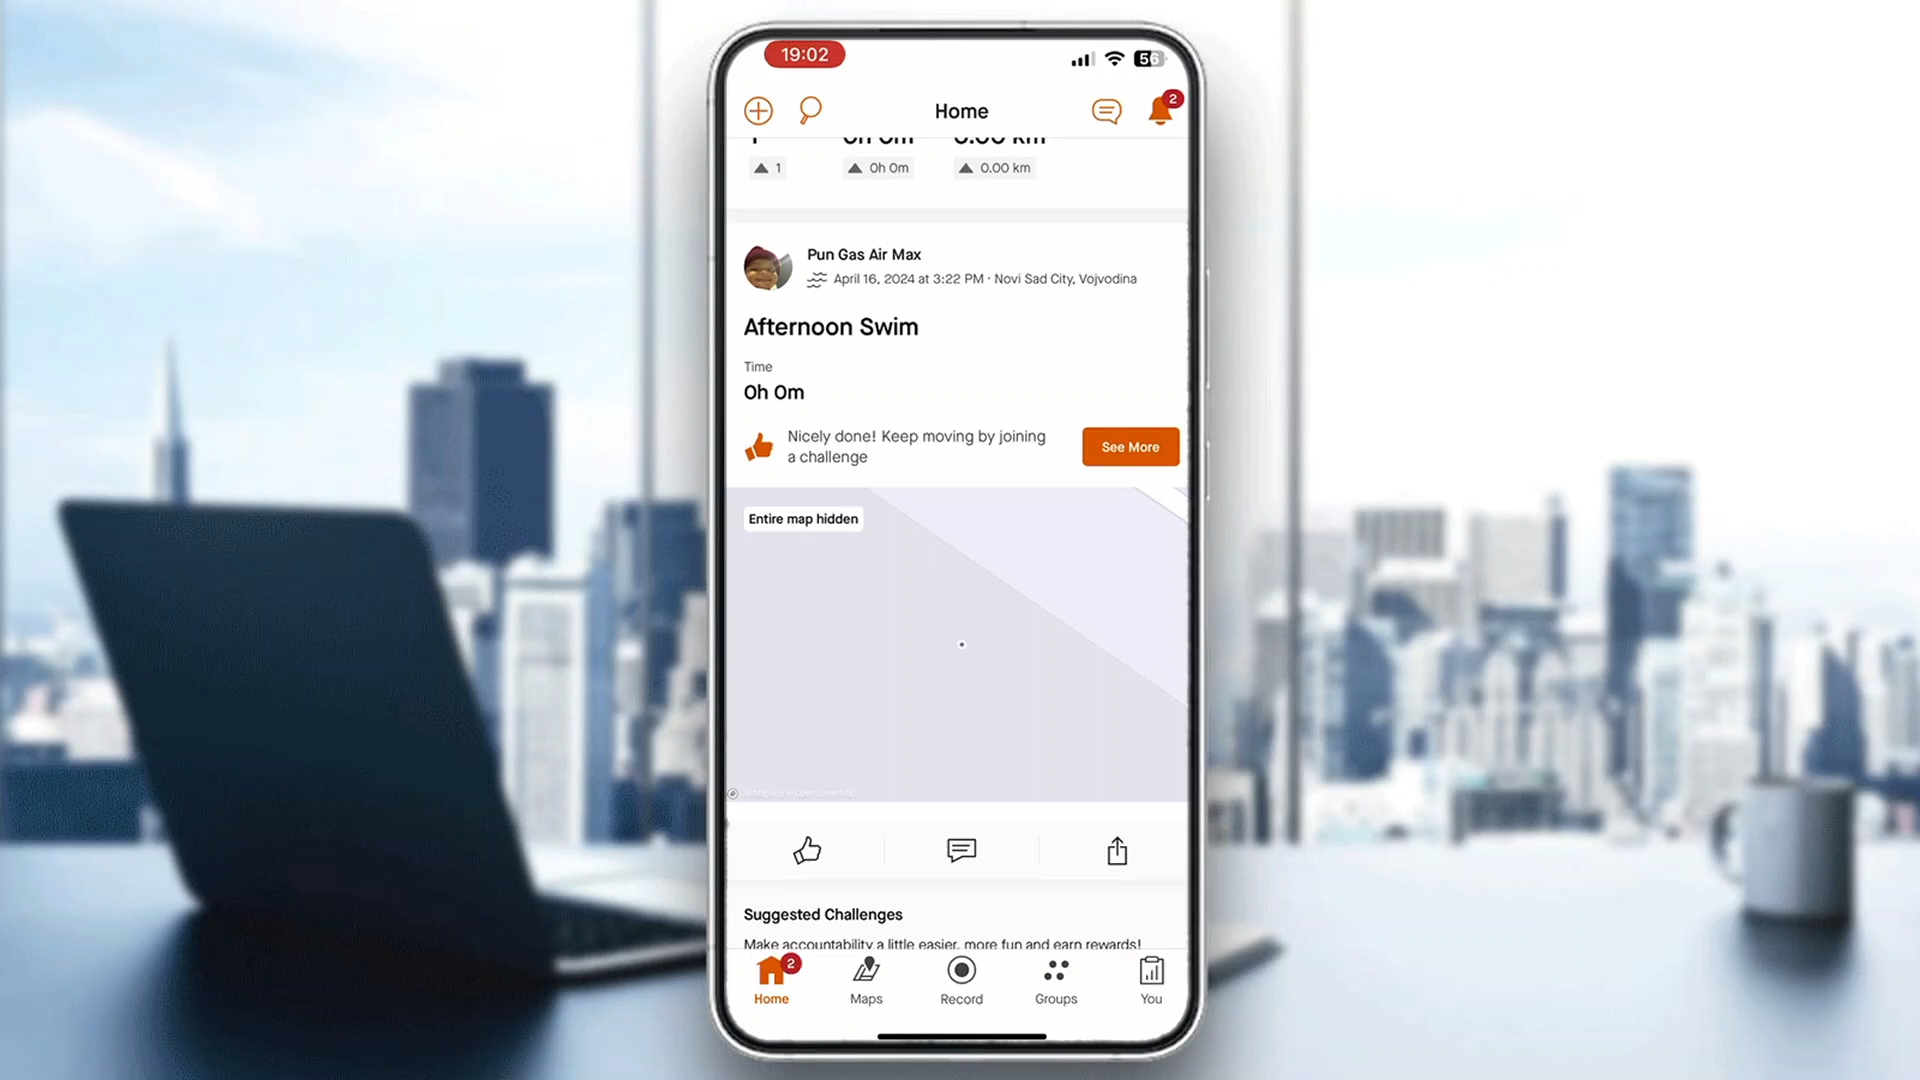 19:02
56
2
Home
0h 0m
0.00 km
1
0h 0m
0.00 km
Pun Gas Air Max
April 16, 2024 at 3:22 PM · Novi Sad City, Vojvodina
Afternoon Swim
Time
0h 0m
Nicely done! Keep moving by joining
a challenge
See More
Entire map hidden
Suggested Challenges
Make accountability a little easier, more fun and earn rewards!
2
Home
Maps
Record
Groups
You